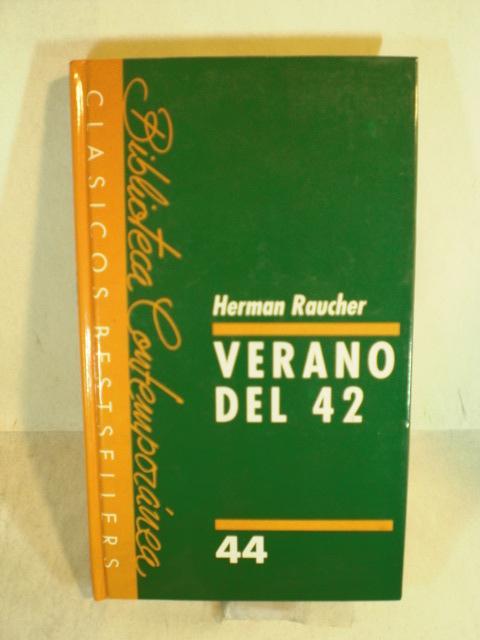 CLASICOS BESTSELLERS
Biblioteca Contemporánea
Herman Raucher
VERANO
DEL 42
44